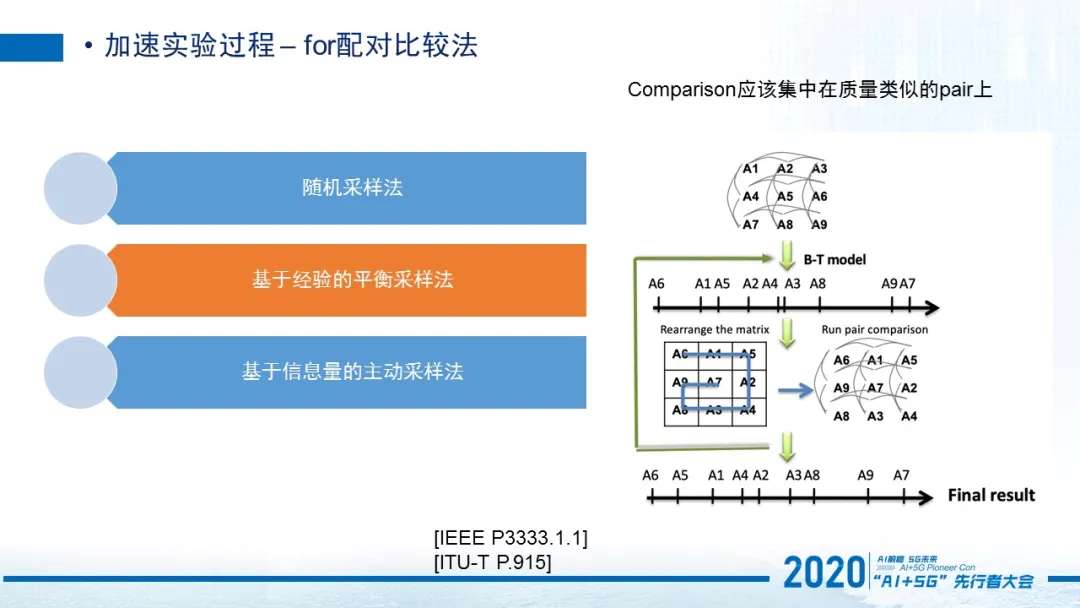 • 加速实验过程 – for配对比较法
Comparison应该集中在质量类似的pair上
随机采样法
基于经验的平衡采样法
基于信息量的主动采样法
A1 A2 A3
A4 A5 A6
A7 A8 A9
B-T model
A6 A1 A5 A2 A4 A3 A8 A9 A7
Rearrange the matrix
A6 A1 A5
A9 A7 A2
A8 A3 A4
Run pair comparison
A6 A1 A5
A9 A7 A2
A8 A3 A4
A6 A5 A1 A4 A2 A3 A8 A9 A7
Final result
[IEEE P3333.1.1]
[ITU-T P.915]
2020
AI解瞰 5G未来
AI+5G Pioneer Con
“AI+5G” 先行者大会